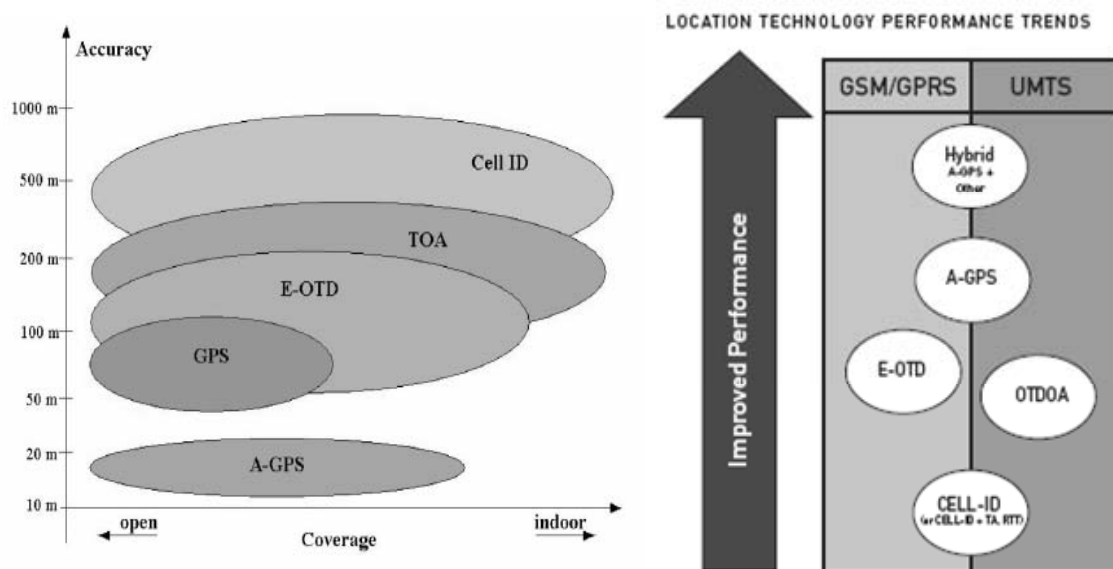 Accuracy
1000 m
500 m
200 m
100 m
50 m
20 m
10 m
Cell ID
TOA
E-OTD
GPS
A-GPS
open
Coverage
indoor
LOCATION TECHNOLOGY PERFORMANCE TRENDS
Improved Performance
GSM/GPRS
UMTS
Hybrid
A-GPS +
Other
A-GPS
E-OTD
OTDOA
CELL-ID
(or CELL-ID + TA, RTT)